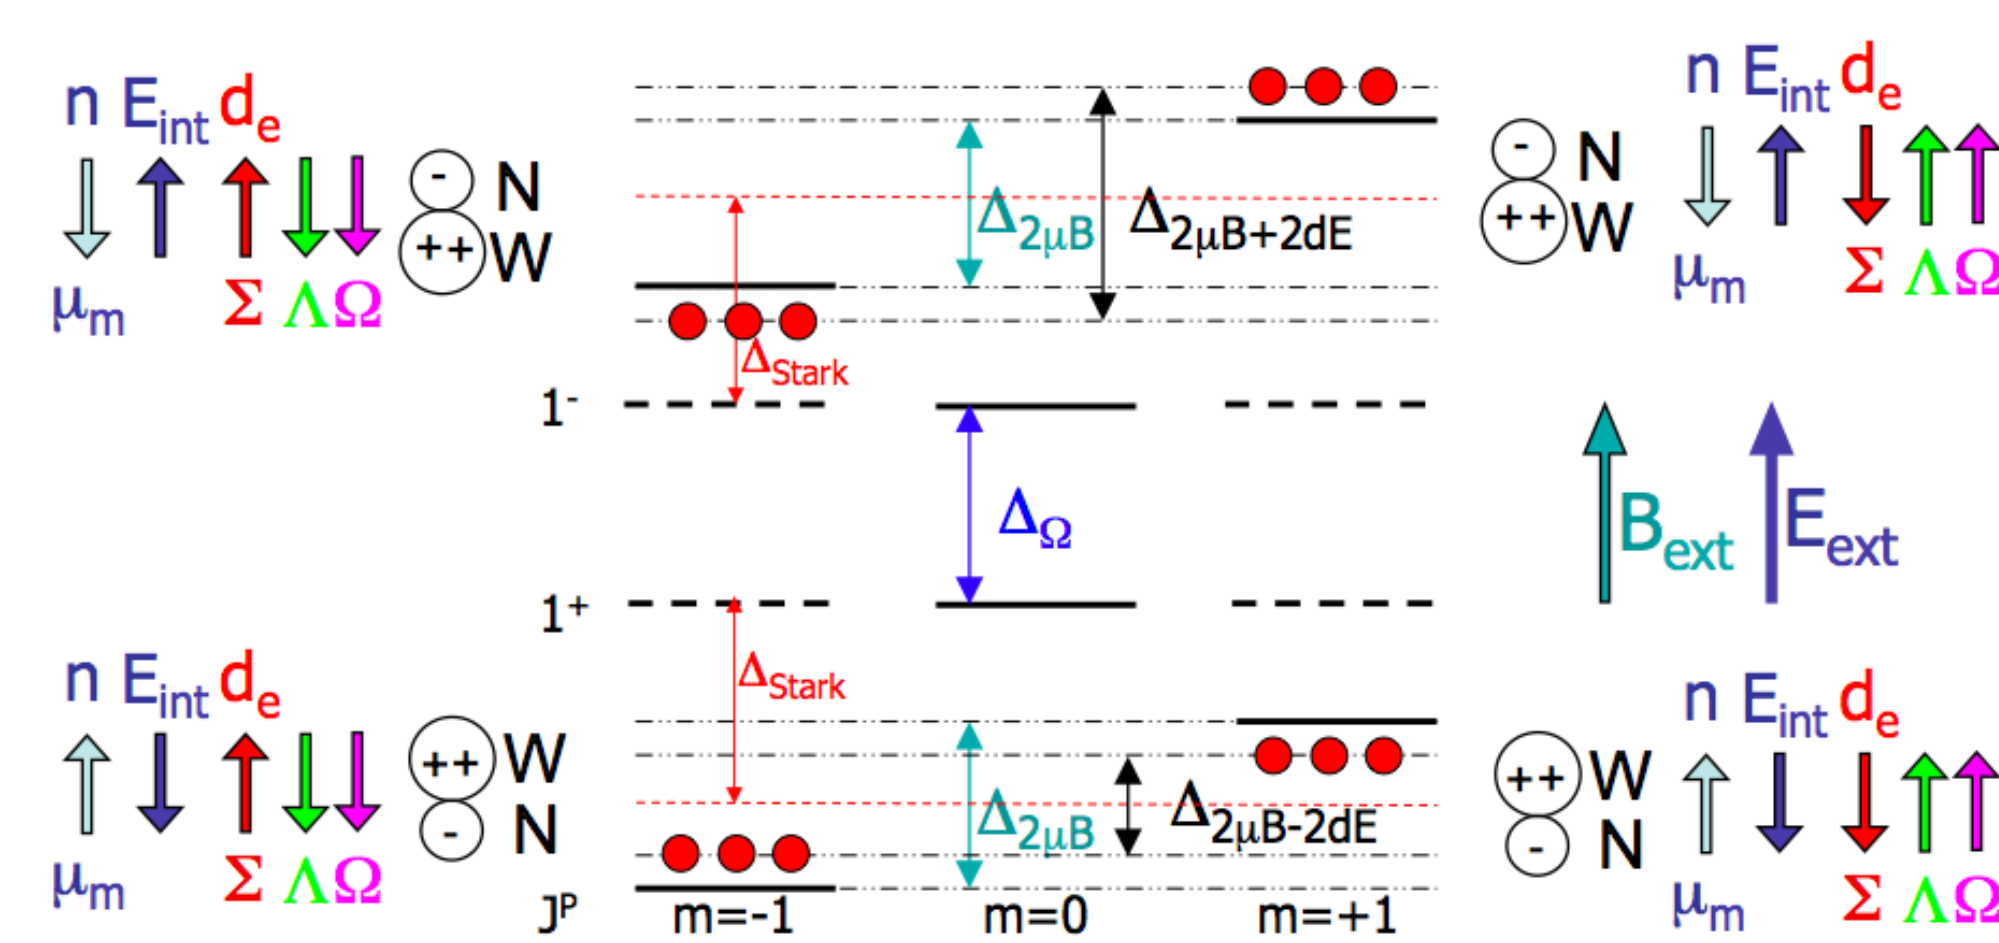 n E_int d_e
n E_int d_e
- N
++ W
- N
++ W
μ_m Σ Λ Ω
μ_m Σ Λ Ω
Δ_2μB Δ_2μB+2dE
Δ_Stark
1^-
Δ_Ω
B_ext E_ext
1^+
Δ_Stark
n E_int d_e
n E_int d_e
++ W
- N
++ W
- N
Δ_2μB Δ_2μB-2dE
μ_m Σ Λ Ω
μ_m Σ Λ Ω
J^P m=-1 m=0 m=+1